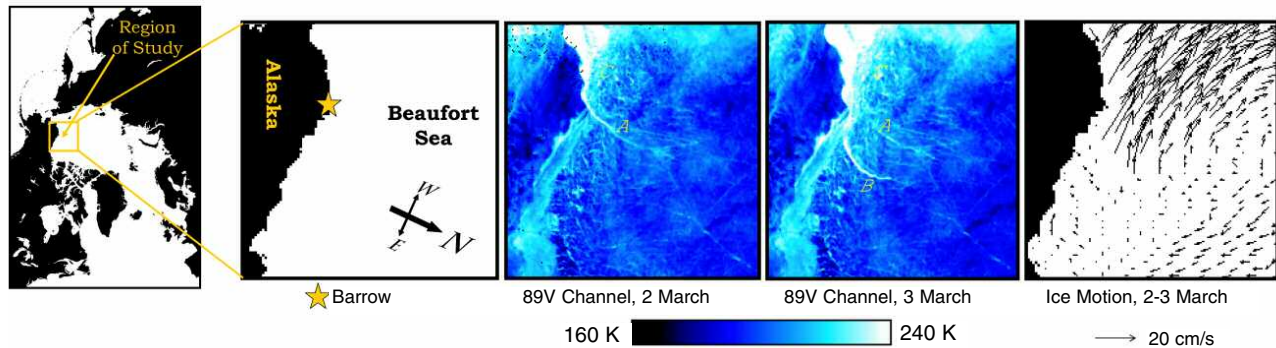 Region
of Study
Alaska
Beaufort
Sea
W
E
N
A
A
B
Barrow
89V Channel, 2 March
89V Channel, 3 March
Ice Motion, 2-3 March
160 K
240 K
20 cm/s